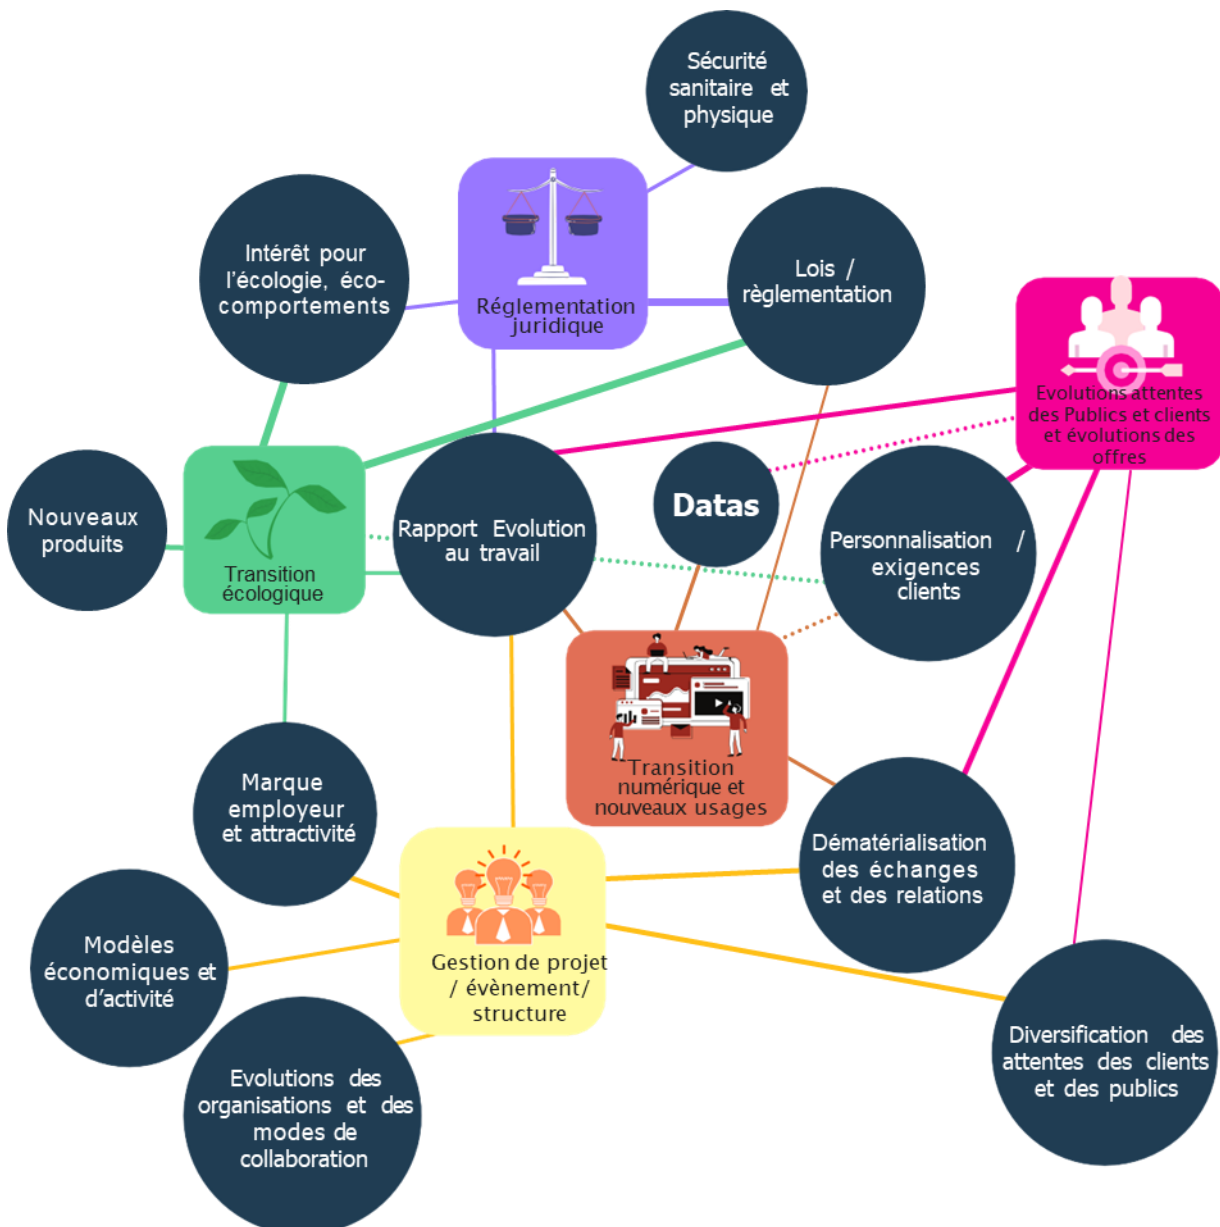 Sécurité
sanitaire et
physique
Intérêt pour
l'écologie, éco-
comportements
Réglementation
juridique
Lois /
règlementation
Evolutions attentes
des Publics et clients
et évolutions des
offres
Nouveaux
produits
Transition
écologique
Rapport Evolution
au travail
Datas
Personnalisation /
exigences
clients
Transition
numérique et
nouveaux usages
Marque
employeur
et attractivité
Dématérialisation
des échanges
et des relations
Modèles
économiques et
d'activité
Gestion de projet
/ évènement/
structure
Evolutions des
organisations et des
modes de
collaboration
Diversification des
attentes des clients
et des publics